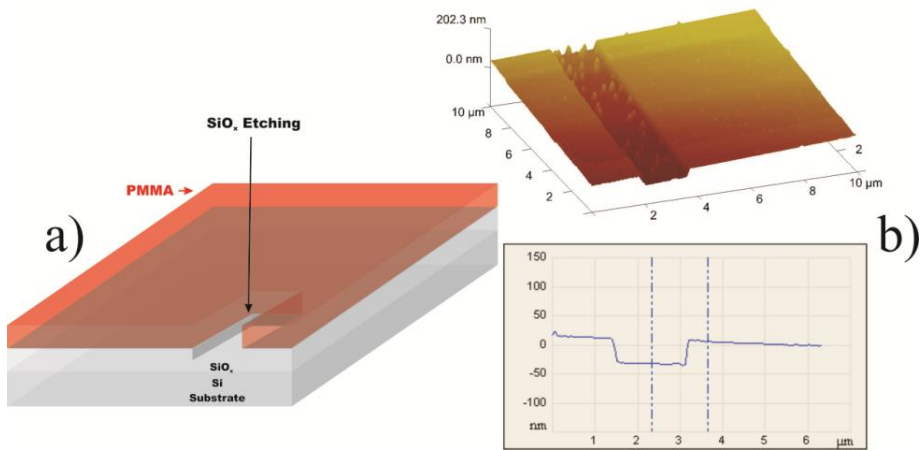 SiOₓ Etching
PMMA
a)
SiOₓ
Si
Substrate
202.3 nm
0.0 nm
10 µm
8
6
4
2
2
4
6
8
10 µm
2
b)
150
100
50
0
-50
-100
nm
1
2
3
4
5
6
µm